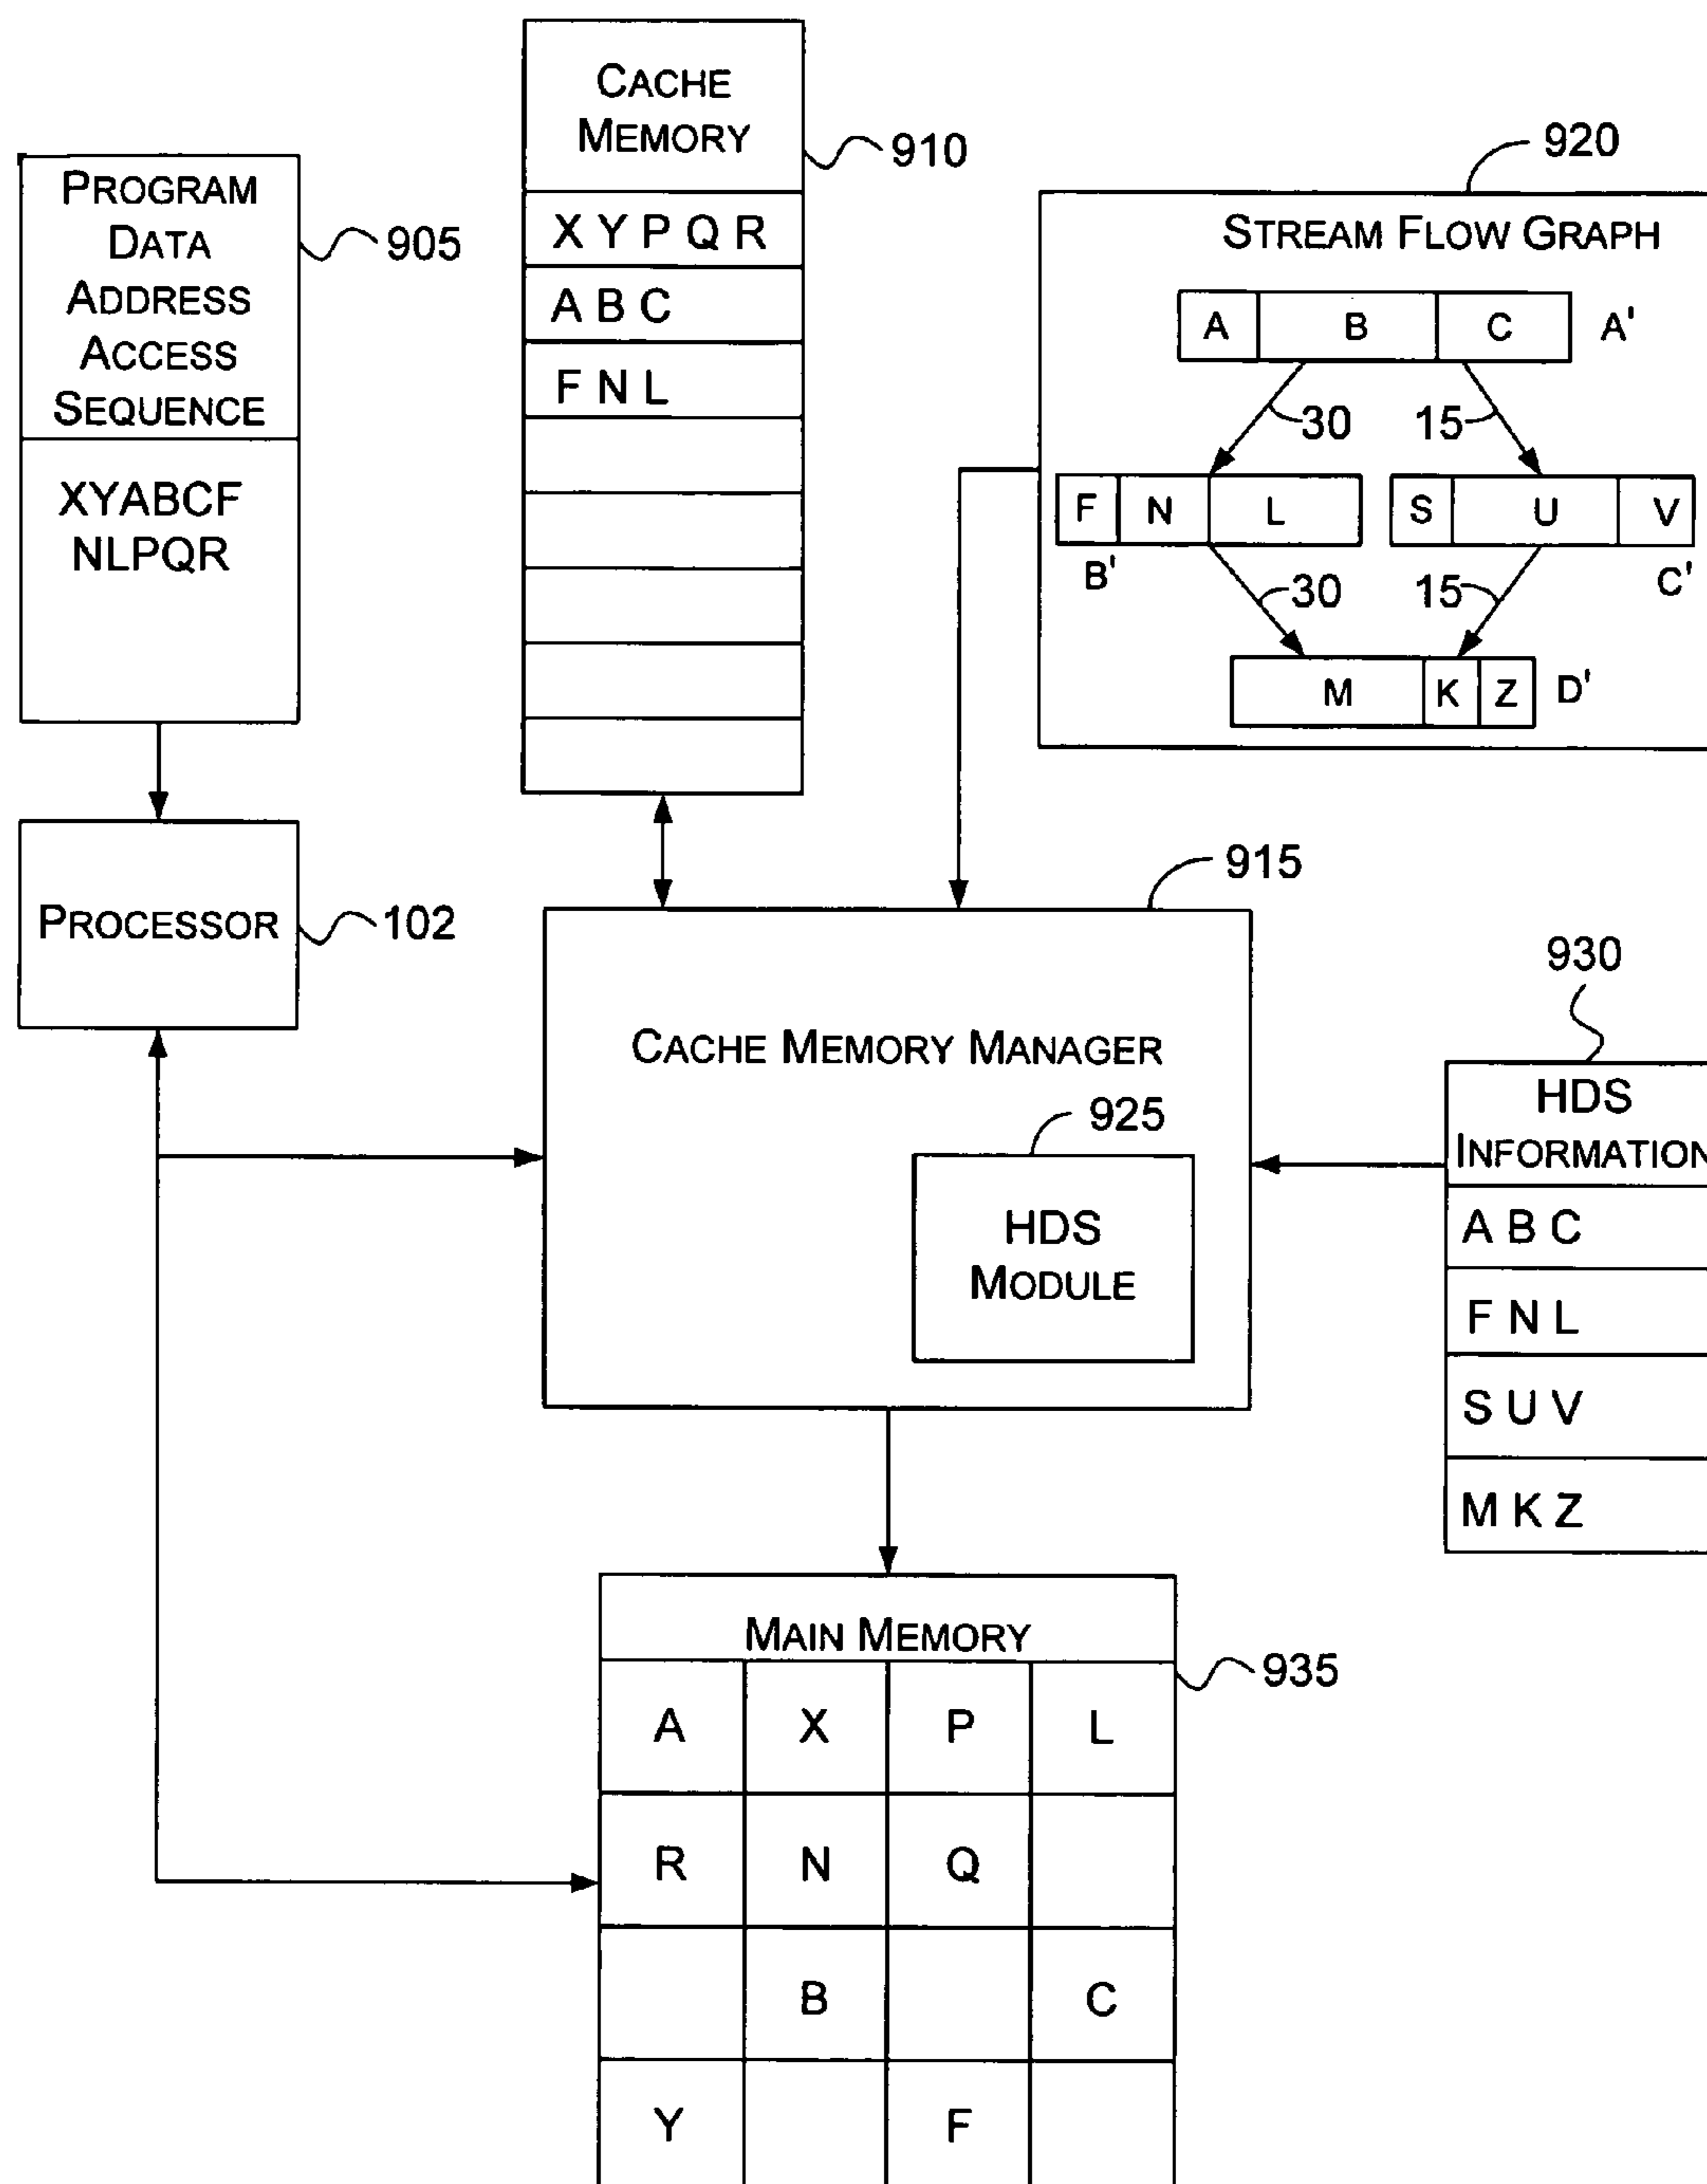 CACHE
MEMORY
910
X Y P Q R
A B C
F N L
PROGRAM
DATA
ADDRESS
ACCESS
SEQUENCE
905
XYABCF
NLPQR
920
STREAM FLOW GRAPH
A B C A'
30 15
F N L S U V
B' C'
30 15
M K Z D'
PROCESSOR
102
915
CACHE MEMORY MANAGER
925
HDS
MODULE
930
HDS
INFORMATION
A B C
F N L
S U V
M K Z
MAIN MEMORY
935
A X P L
R N Q
B C
Y F